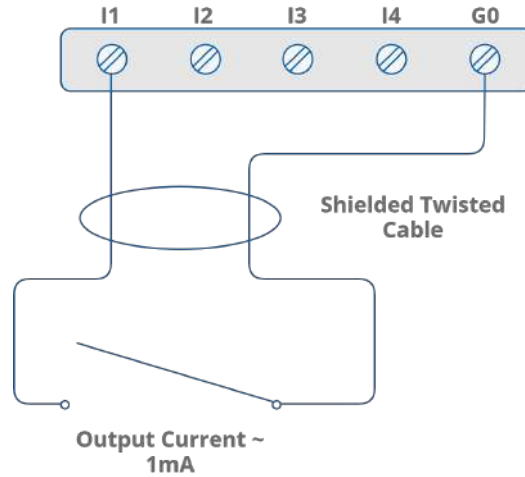 I1 I2 I3 I4 G0
Shielded Twisted
Cable
Output Current ~
1mA